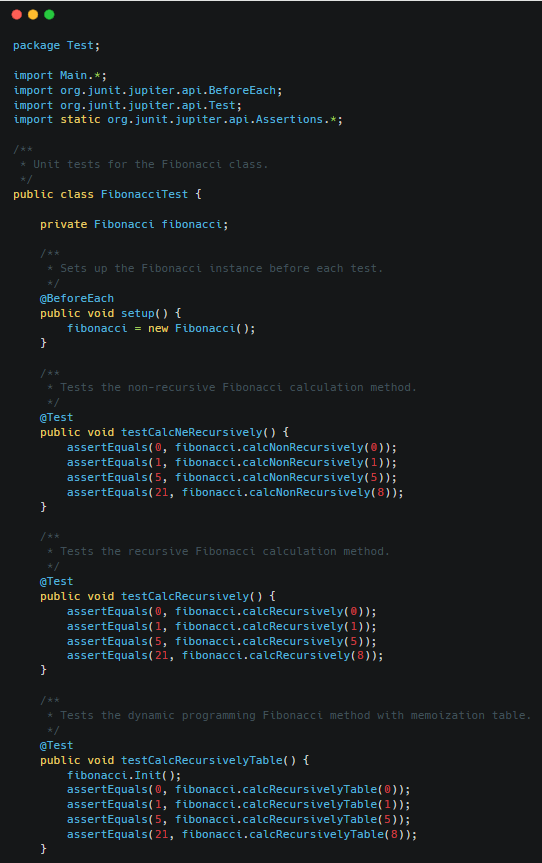 package Test;
import Main.*;
import org.junit.jupiter.api.BeforeEach;
import org.junit.jupiter.api.Test;
import static org.junit.jupiter.api.Assertions.*;
/**
 * Unit tests for the Fibonacci class.
 */
public class FibonacciTest {
    private Fibonacci fibonacci;
    /**
     * Sets up the Fibonacci instance before each test.
     */
    @BeforeEach
    public void setup() {
        fibonacci = new Fibonacci();
    }
    /**
     * Tests the non-recursive Fibonacci calculation method.
     */
    @Test
    public void testCalcNeRecursively() {
        assertEquals(0, fibonacci.calcNonRecursively(0));
        assertEquals(1, fibonacci.calcNonRecursively(1));
        assertEquals(5, fibonacci.calcNonRecursively(5));
        assertEquals(21, fibonacci.calcNonRecursively(8));
    }
    /**
     * Tests the recursive Fibonacci calculation method.
     */
    @Test
    public void testCalcRecursively() {
        assertEquals(0, fibonacci.calcRecursively(0));
        assertEquals(1, fibonacci.calcRecursively(1));
        assertEquals(5, fibonacci.calcRecursively(5));
        assertEquals(21, fibonacci.calcRecursively(8));
    }
    /**
     * Tests the dynamic programming Fibonacci method with memoization table.
     */
    @Test
    public void testCalcRecursivelyTable() {
        fibonacci.Init();
        assertEquals(0, fibonacci.calcRecursivelyTable(0));
        assertEquals(1, fibonacci.calcRecursivelyTable(1));
        assertEquals(5, fibonacci.calcRecursivelyTable(5));
        assertEquals(21, fibonacci.calcRecursivelyTable(8));
    }